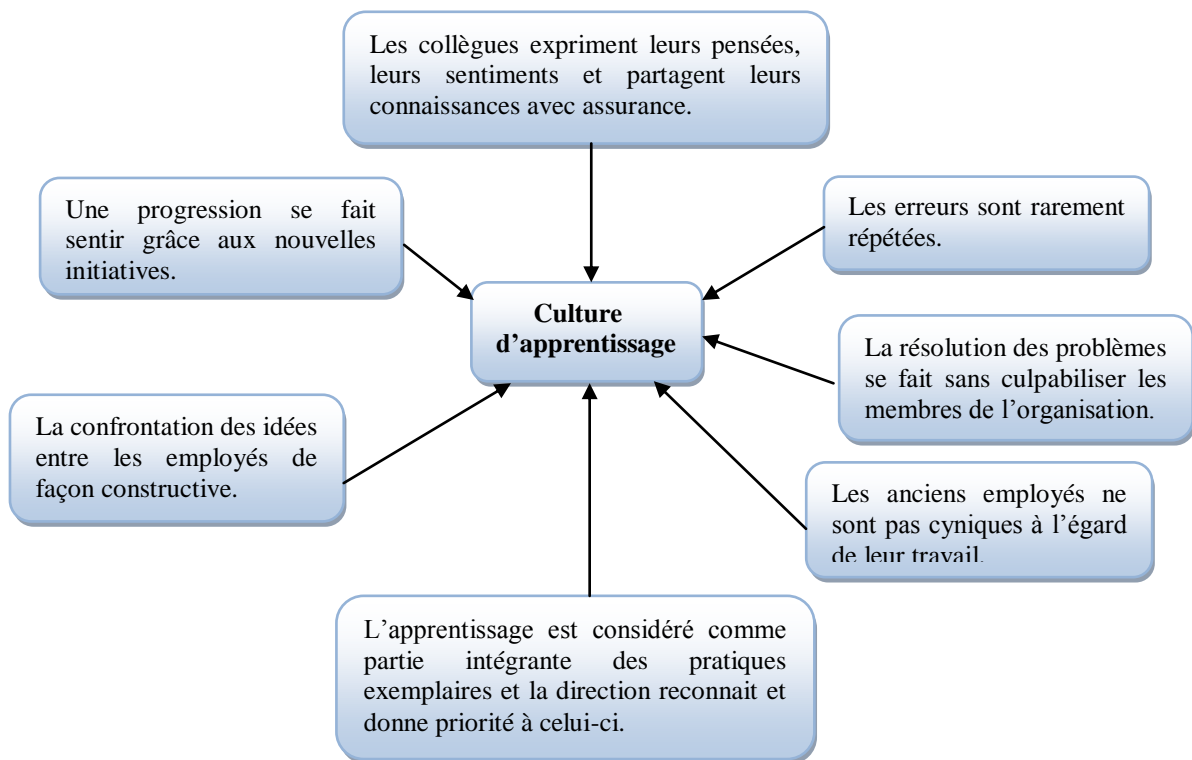 Les collègues expriment leurs pensées,
leurs sentiments et partagent leurs
connaissances avec assurance.
Une progression se fait
sentir grâce aux nouvelles
initiatives.
Les erreurs sont rarement
répétées.
Culture
d’apprentissage
La résolution des problèmes
se fait sans culpabiliser les
membres de l’organisation.
La confrontation des idées
entre les employés de
façon constructive.
Les anciens employés ne
sont pas cyniques à l’égard
de leur travail.
L’apprentissage est considéré comme
partie intégrante des pratiques
exemplaires et la direction reconnait et
donne priorité à celui-ci.